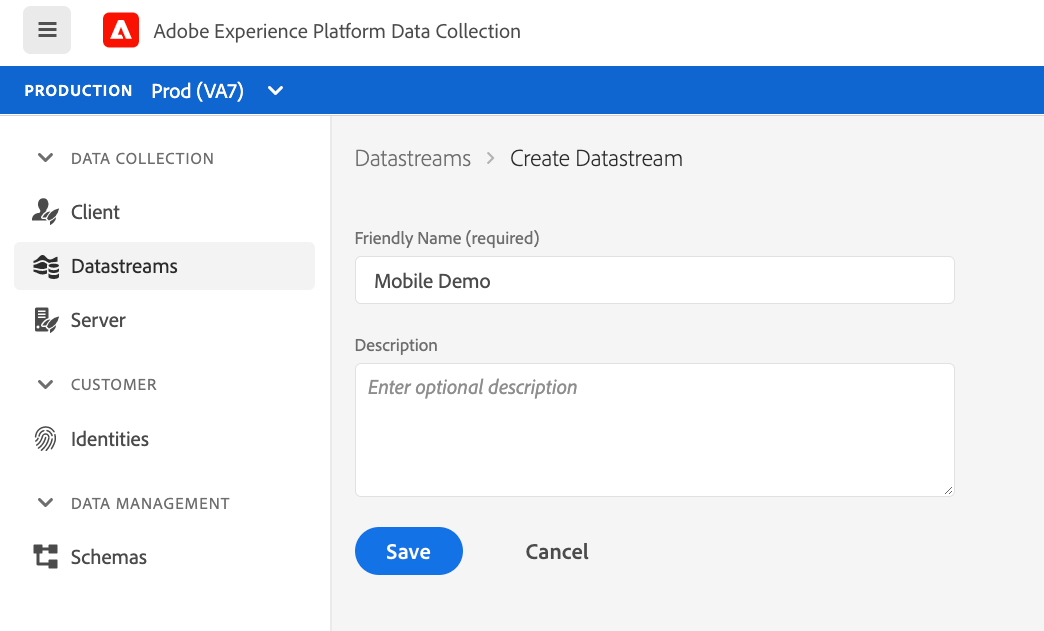 Adobe Experience Platform Data Collection
PRODUCTION Prod (VA7)
DATA COLLECTION
Client
Datastreams
Server
CUSTOMER
Identities
DATA MANAGEMENT
Schemas
Datastreams > Create Datastream
Friendly Name (required)
Mobile Demo
Description
Enter optional description
Save Cancel